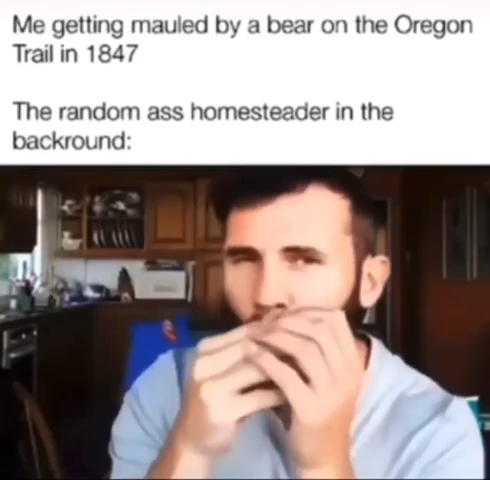 Me getting mauled by a bear on the Oregon
Trail in 1847
The random ass homesteader in the
backround: